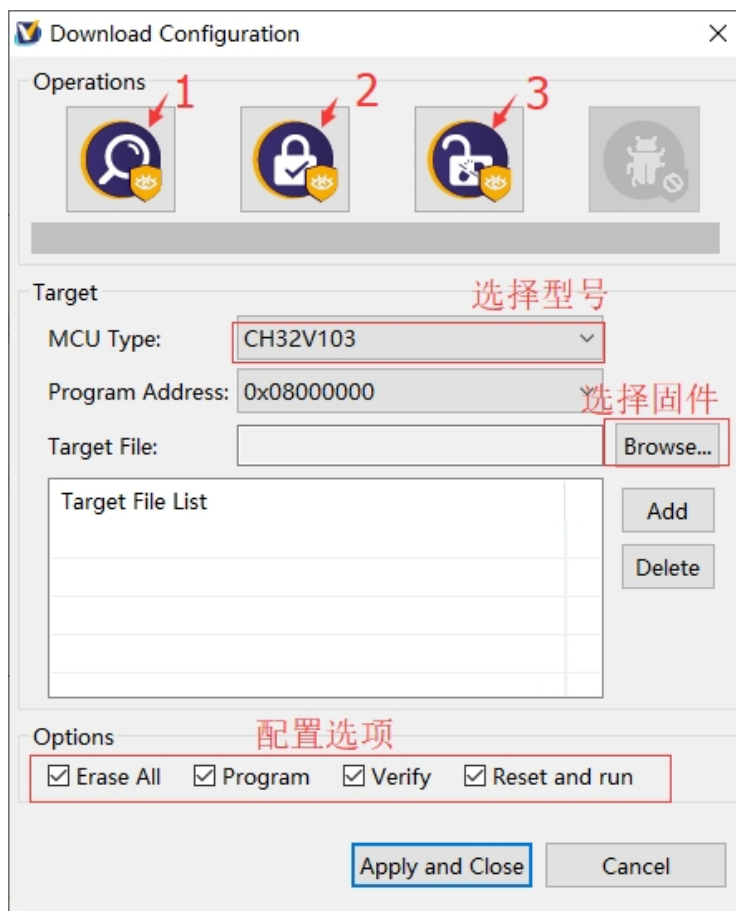 Download Configuration
Operations
1
2
3
Target
选择型号
MCU Type:
CH32V103
Program Address:
0x08000000
选择固件
Target File:
Browse...
Target File List
Add
Delete
Options
配置选项
Erase All
Program
Verify
Reset and run
Apply and Close
Cancel